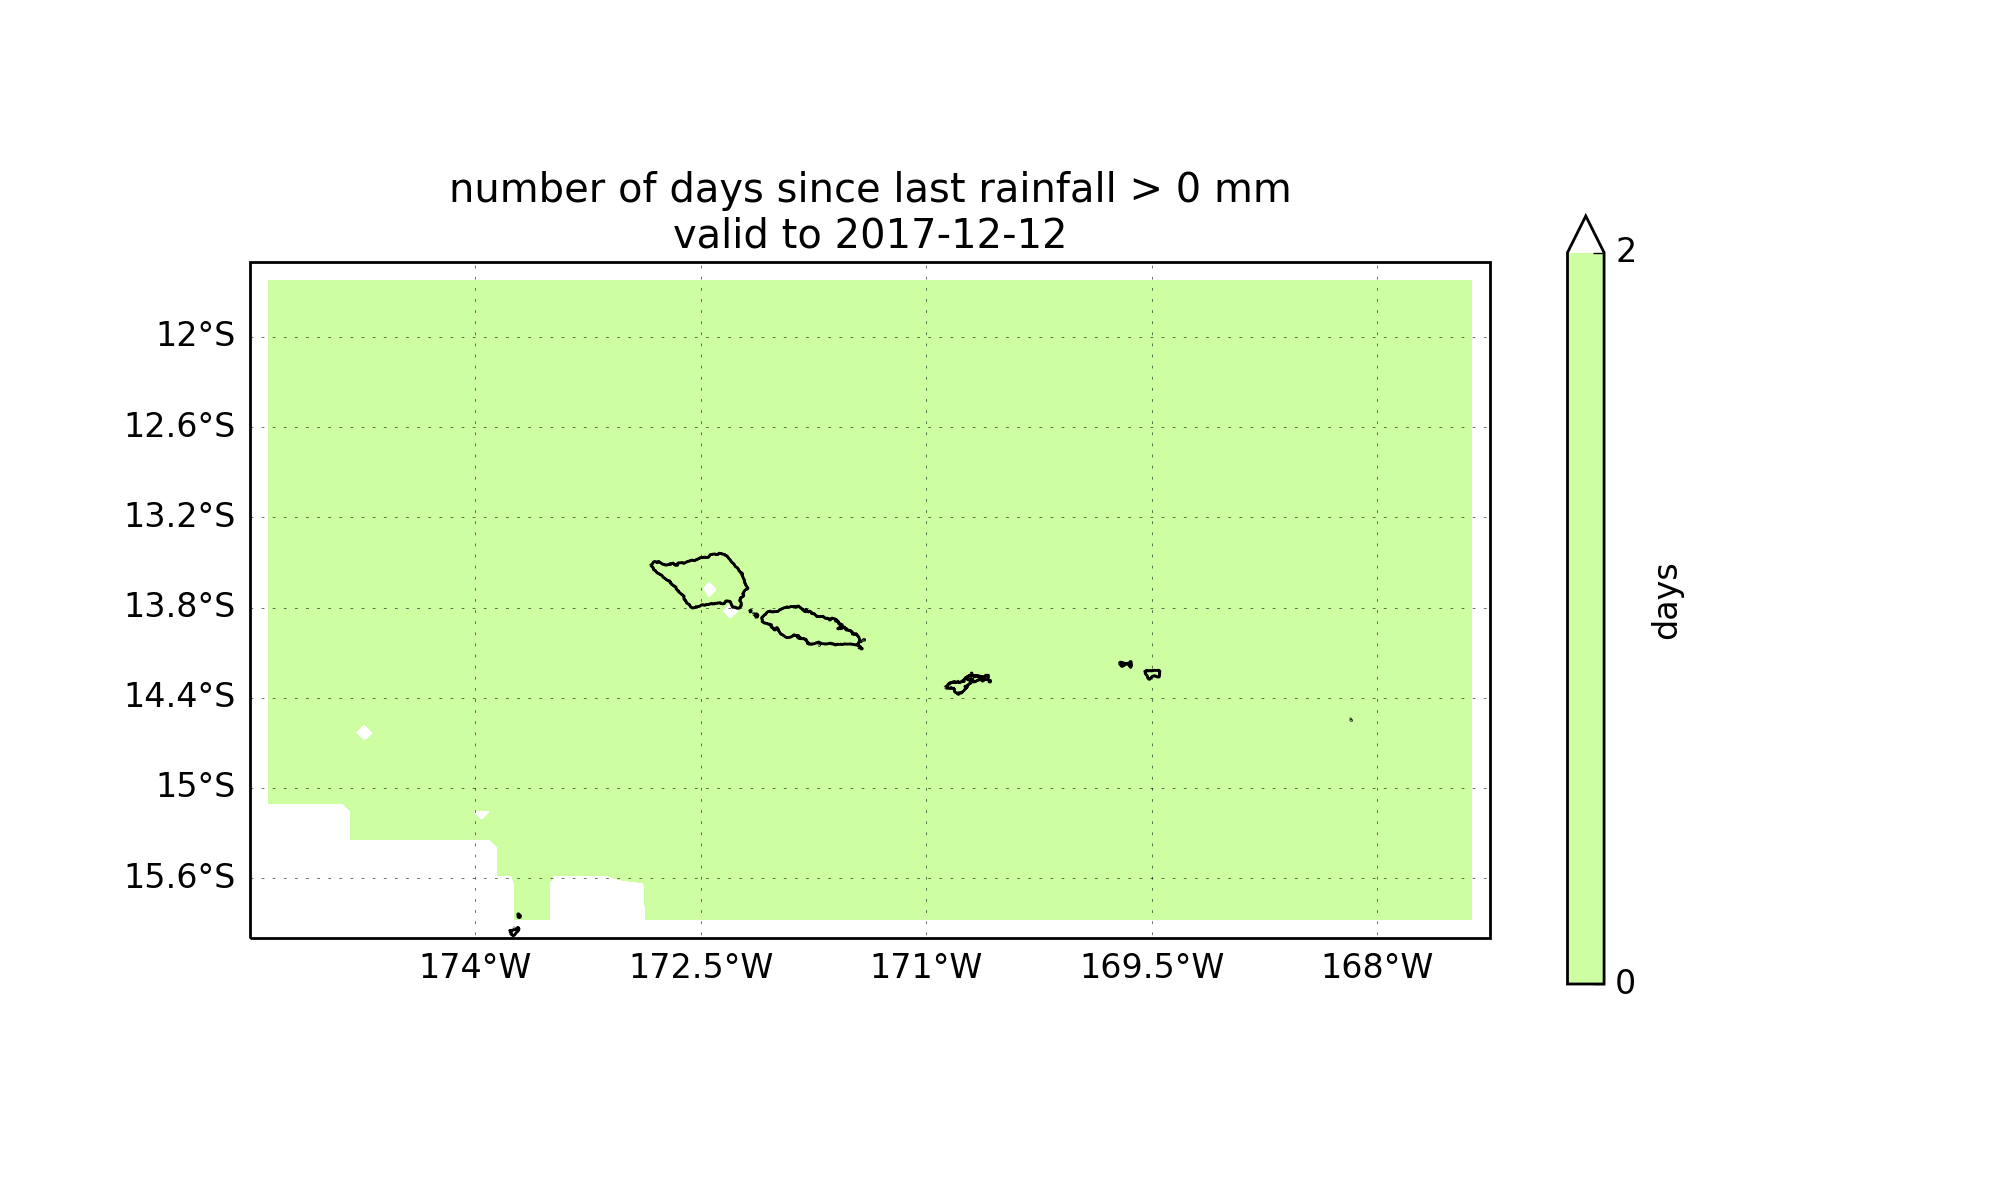 number of days since last rainfall > 0 mm
valid to 2017-12-12
2
12°S
12.6°S
13.2°S
13.8°S
14.4°S
15°S
15.6°S
days
174°W 172.5°W 171°W 169.5°W 168°W
0